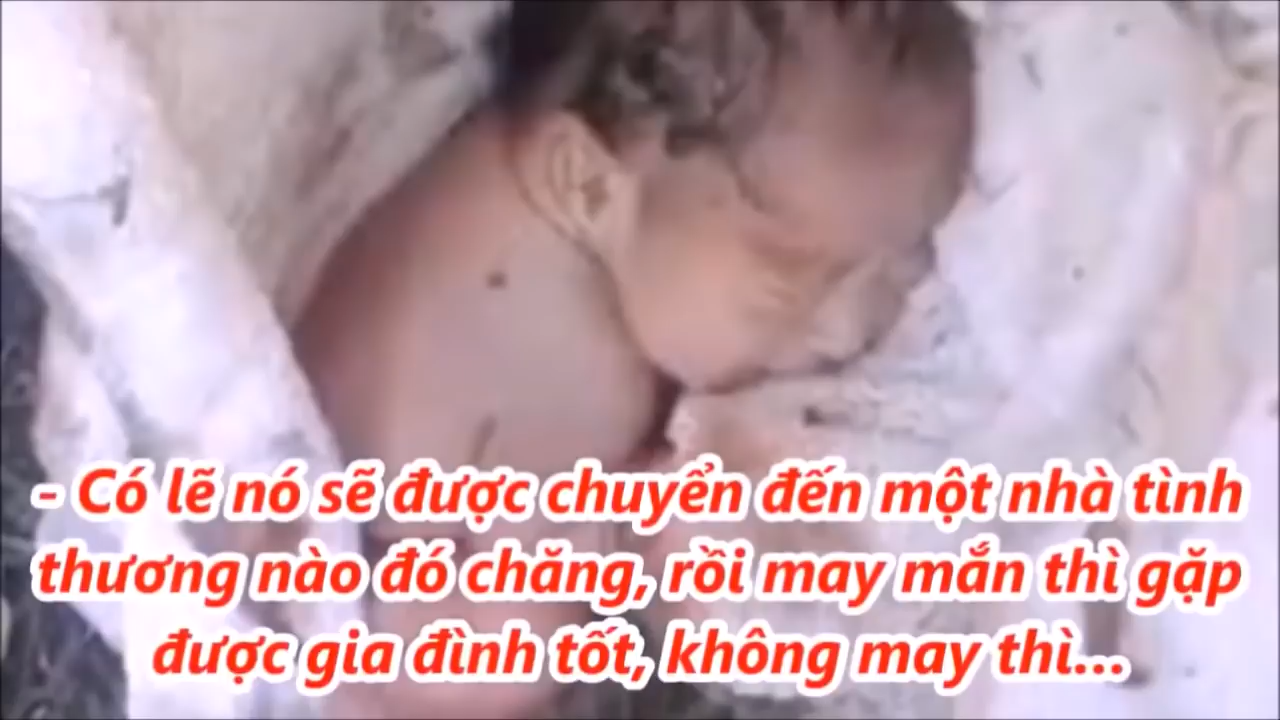 - Có lẽ nó sẽ được chuyển đến một nhà tình
thương nào đó chăng, rồi may mắn thì gặp
được gia đình tốt, không may thì...